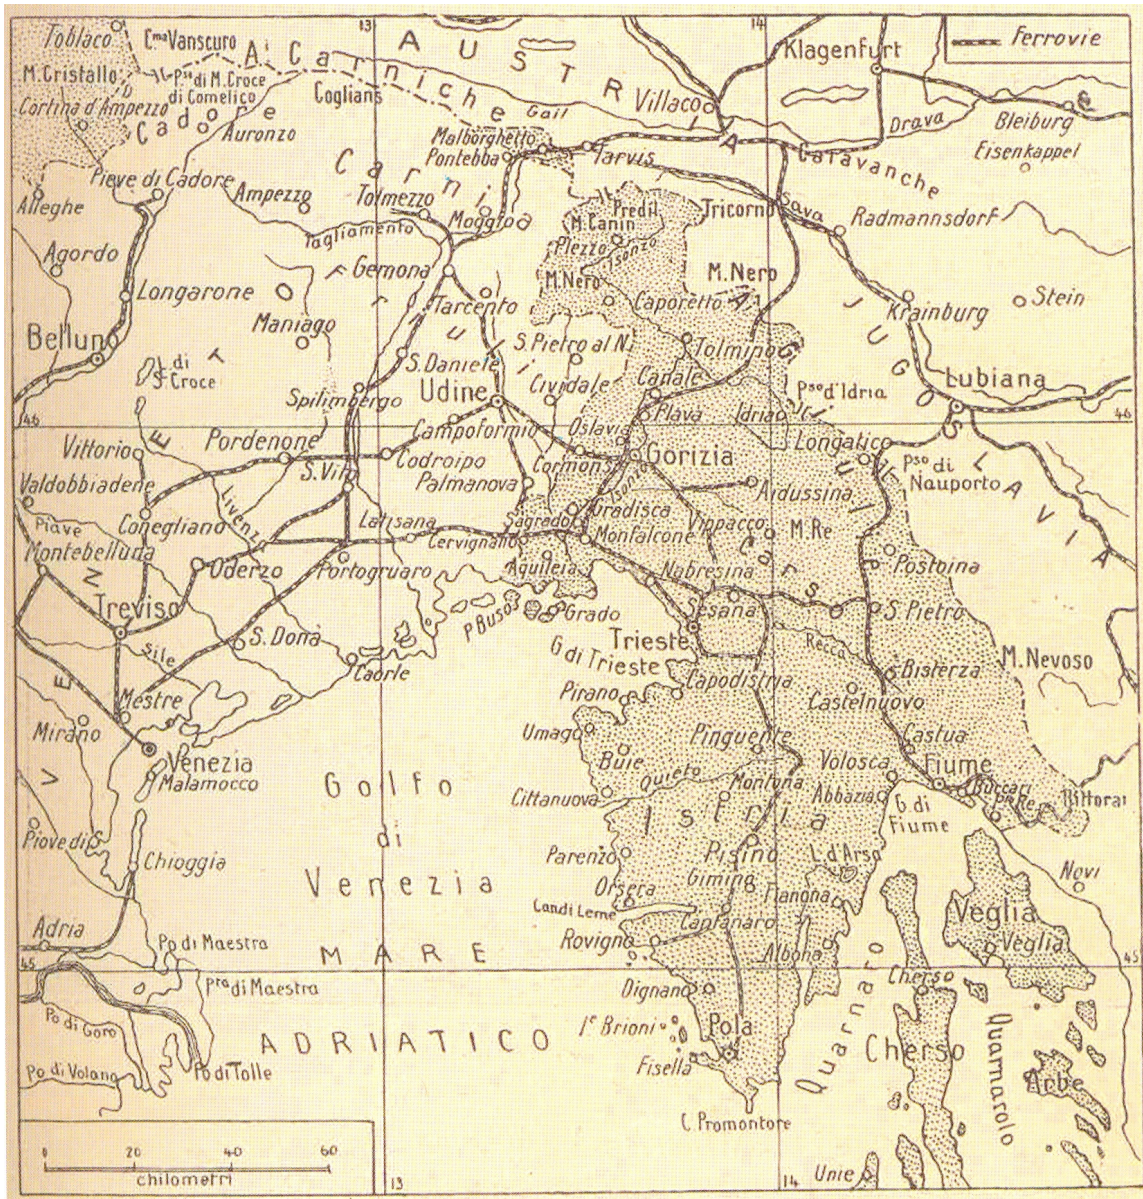 13
14
Ferrovie
Toblaco
Cma Vanscuro
AUSTRIA
Ai Carniche
Klagenfurt
M.Cristallo
Pso di M.Croce
di Comelico
Coglians
Villaco
Cortina d'Ampezzo
Gail
Drava
Bleiburg
Cadore
Auronzo
Malborghetto
Pontebba
Tarvis
Caravanche
Eisenkappel
Carnia
Pieve di Cadore
Ampezzo
Tolmezzo
Alleghe
Moggioa
Predil
Tricorno
Sava
Radmannsdorf
M.Canin
Tagliamento
Plezzo
Isonzo
Agordo
Gemona
M.Nero
M.Nero
Longarone
Tarcento
Caporetto
Krainburg
Stein
Maniago
Friuli
JUGOSLAVIA
Belluno
S.Pietro al N.
Tolmino
L. di
S. Croce
S.Daniele
Cividale
Canale
Pso d'Idria
Lubiana
Spilimbergo
Udine
Plava
Idria
46
46
Campoformio
Oslavia
Vittorio
Pordenone
Longatico
Codroipo
Cormons
Gorizia
Pso di
Nauporto
S.Vito
Valdobbiadene
Palmanova
Isonzo
Aidussina
Livenza
Gradisca
Piave
Conegliano
Latisana
Sagrado
Vippacco
M.Re
Cervignano
Monfalcone
Carso
Montebelluna
Oderzo
Portogruaro
Aquileia
Nabresina
Postoina
Giulie
VENETO
Treviso
P Buso
Grado
Sesana
S.Pietro
S.Donà
Trieste
Sile
G di Trieste
Recca
M.Nevoso
Caorle
Capodistria
Bisterza
Mestre
Pirano
Castelnuovo
Mirano
Umago
Pinguente
Castua
Venezia
Buie
Volosca
Fiume
Malamocco
Golfo
Quieto
Montona
Buccari
Cittanuova
Abbazia
G. di
Fiume
Istria
di
Chioggia
Parenzo
Pisino
L.d'Arsa
Novi
Venezia
Orsera
Gimino
Fianona
Can di Leme
Canfanaro
Veglia
Adria
Rovigno
Veglia
Po di Maestra
MARE
Albona
45
45
Pta di Maestra
Dignano
Cherso
Po di Goro
Ie Brioni
Pola
ADRIATICO
Quarnaro
Cherso
Quarnarolo
Po di Volano
Po di Tolle
Fisella
Arbe
C. Promontore
0
20
40
60
chilometri
13
14
Unie